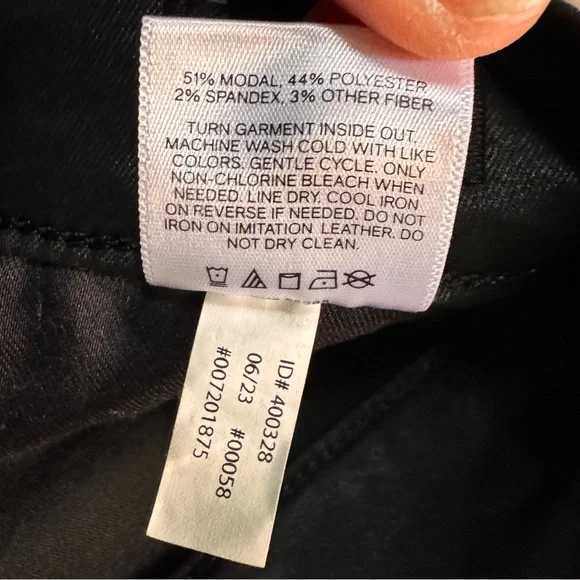 51% MODAL, 44% POLYESTER
2% SPANDEX, 3% OTHER FIBER
TURN GARMENT INSIDE OUT.
MACHINE WASH COLD WITH LIKE
COLORS. GENTLE CYCLE. ONLY
NON-CHLORINE BLEACH WHEN
NEEDED. LINE DRY. COOL IRON
ON REVERSE IF NEEDED. DO NOT
IRON ON IMITATION LEATHER. DO
NOT DRY CLEAN.
ID# 400328
06/23 #00058
#007201875